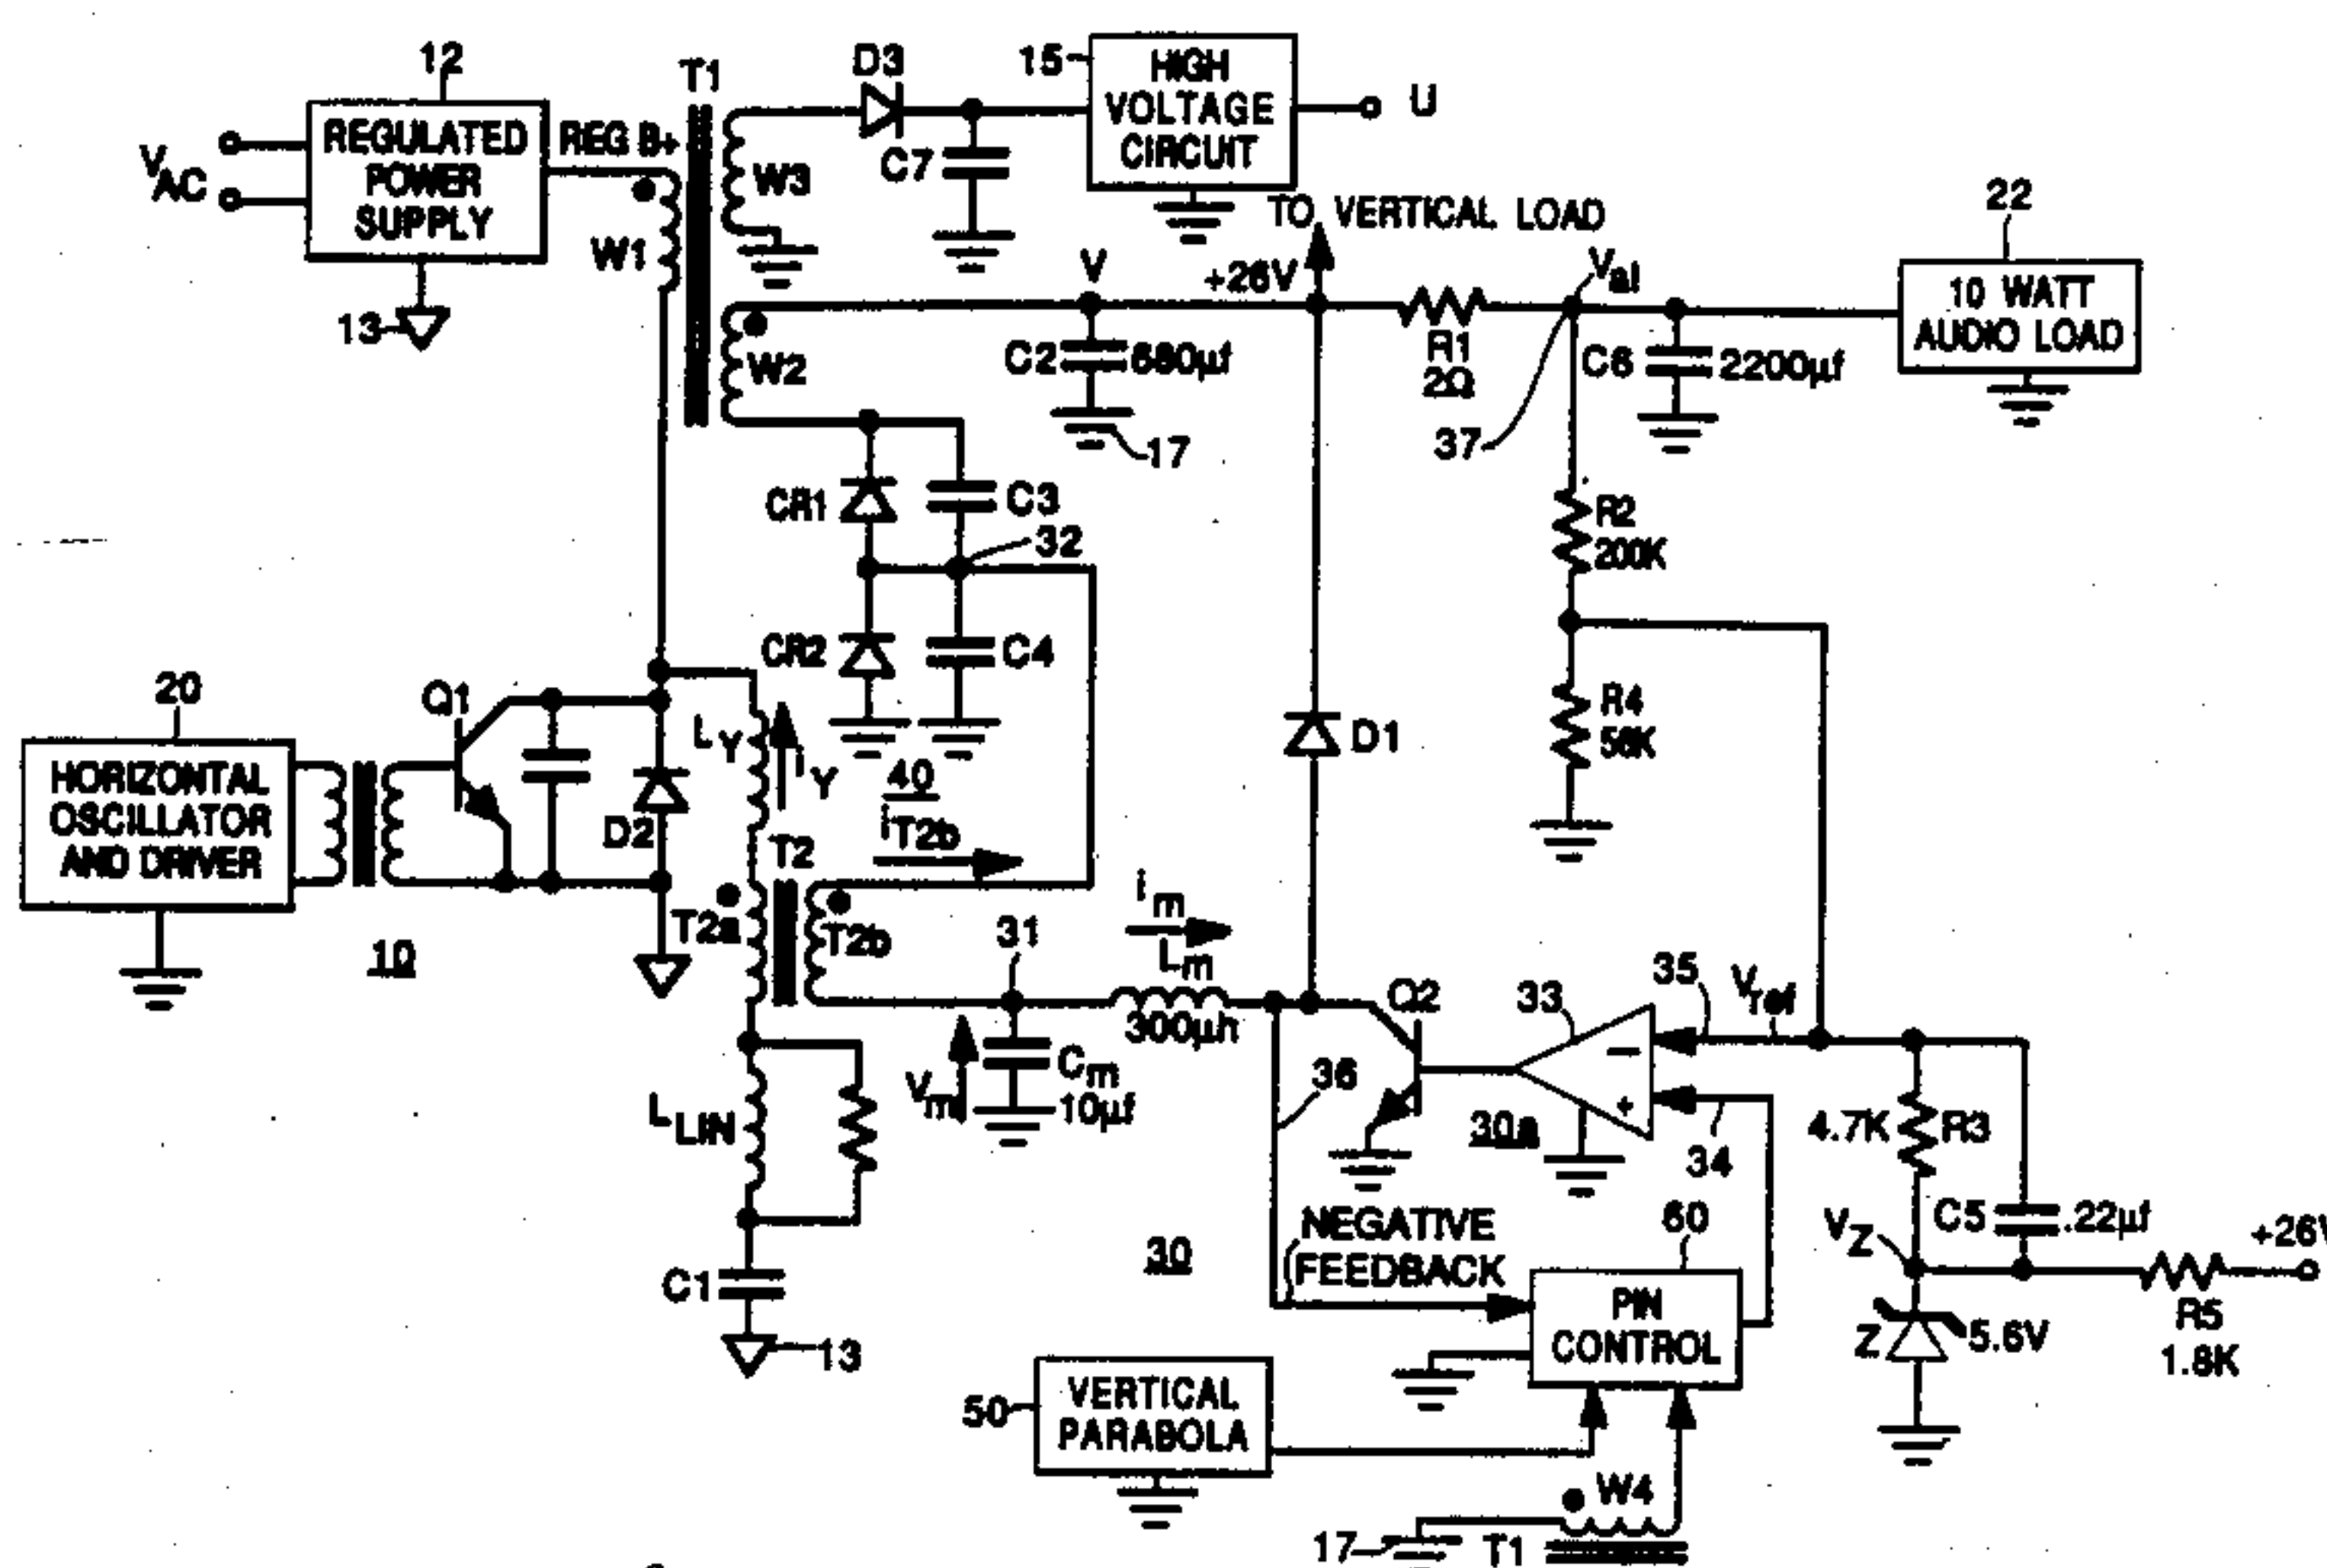 12
T1
D3
15
HIGH
VOLTAGE
CIRCUIT
U
V
AC
REGULATED
POWER
SUPPLY
REG B+
W3
C7
W1
13
TO VERTICAL LOAD
22
V
+26V
Val
10 WATT
AUDIO LOAD
W2
C2
680µf
R1
2Ω
C6
2200µf
17
37
CR1
C3
R2
200K
32
CR2
C4
20
Q1
LY
iY
D1
R4
56K
HORIZONTAL
OSCILLATOR
AND DRIVER
D2
40
iT2b
T2
T2a
T2b
31
im
Lm
300µh
Q2
33
35
Vref
10
36
LLIN
Vm
Cm
10µf
30a
34
4.7K
R3
C5
.22µf
NEGATIVE
FEEDBACK
60
VZ
+26V
C1
30
PIN
CONTROL
Z
5.6V
R5
1.8K
13
50
VERTICAL
PARABOLA
W4
17
T1